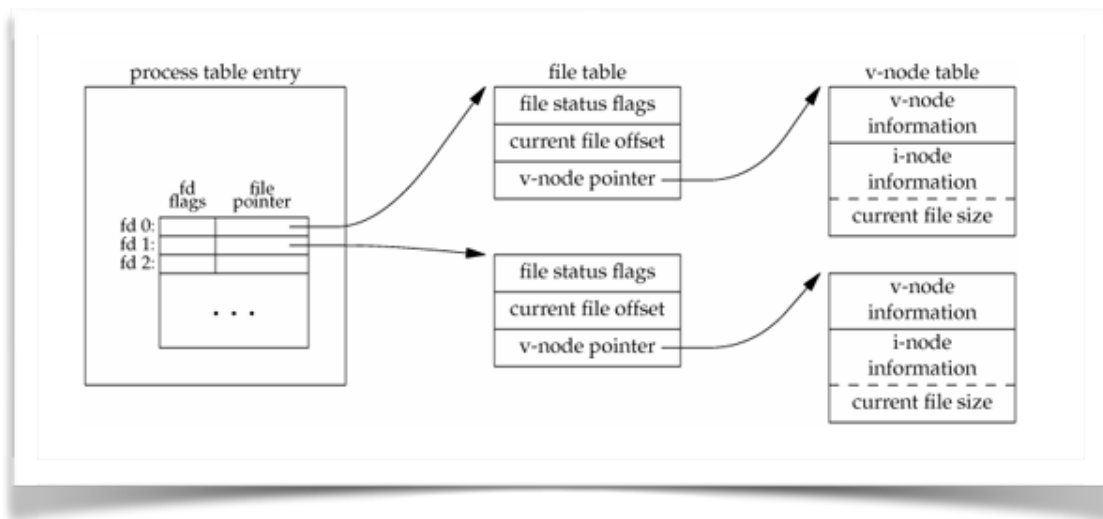 process table entry
fd
flags
file
pointer
fd 0:
fd 1:
fd 2:
. . .
file table
file status flags
current file offset
v-node pointer
file status flags
current file offset
v-node pointer
v-node table
v-node
information
i-node
information
current file size
v-node
information
i-node
information
current file size